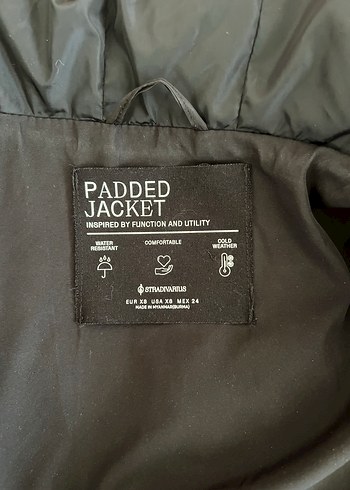 PADDED
JACKET
INSPIRED BY FUNCTION AND UTILITY
WATER
RESISTANT
COMFORTABLE
COLD
WEATHER
STRADIVARIUS
EUR XS USA XS MEX 24
MADE IN MYANMAR(BURMA)